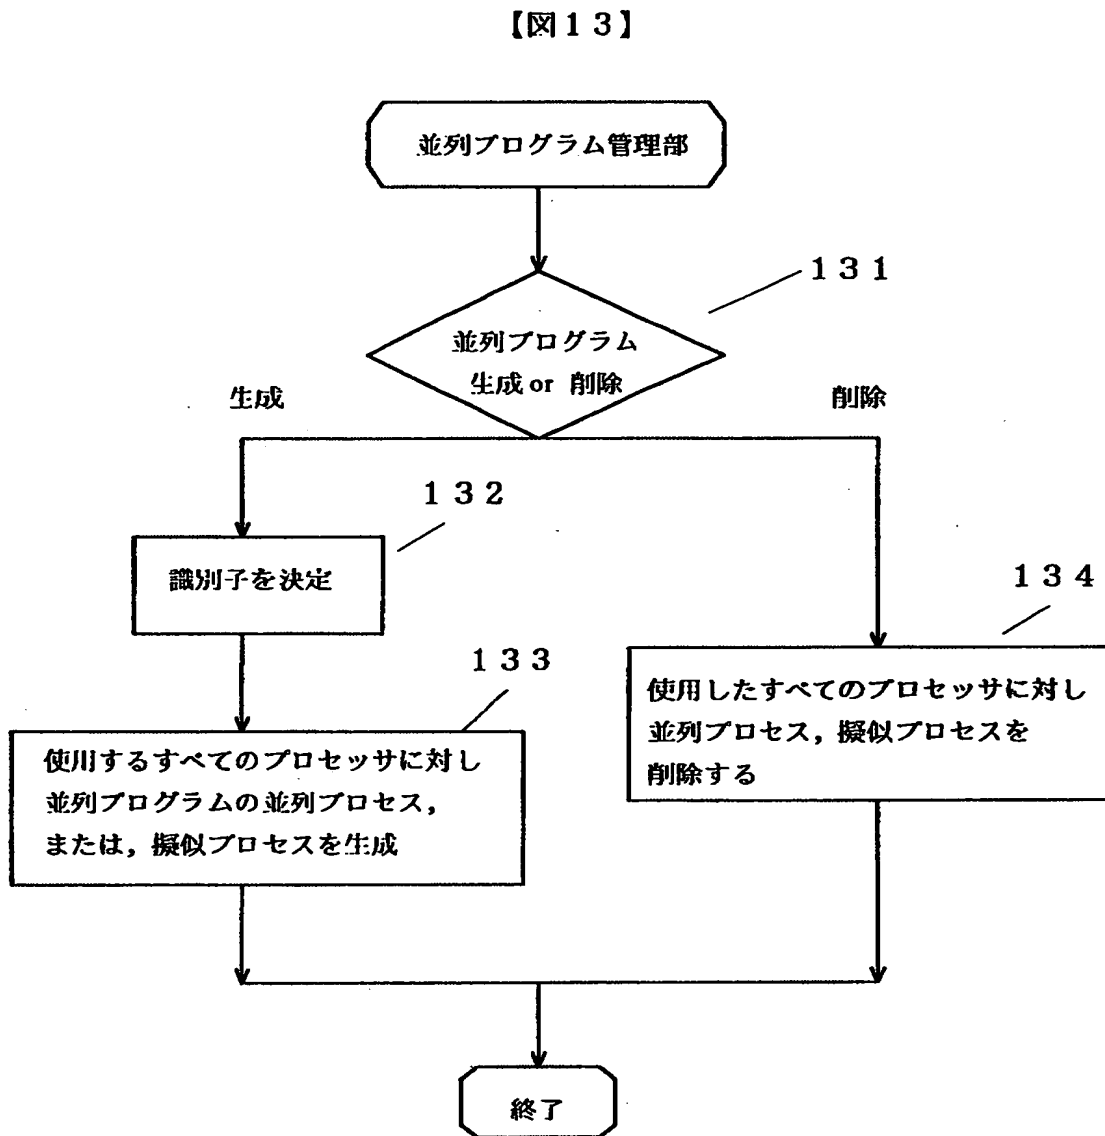 【図１３】
並列プログラム管理部
１３１
並列プログラム
生成 or 削除
生成
削除
１３２
識別子を決定
１３３
使用するすべてのプロセッサに対し
並列プログラムの並列プロセス，
または，擬似プロセスを生成
１３４
使用したすべてのプロセッサに対し
並列プロセス，擬似プロセスを
削除する
終了